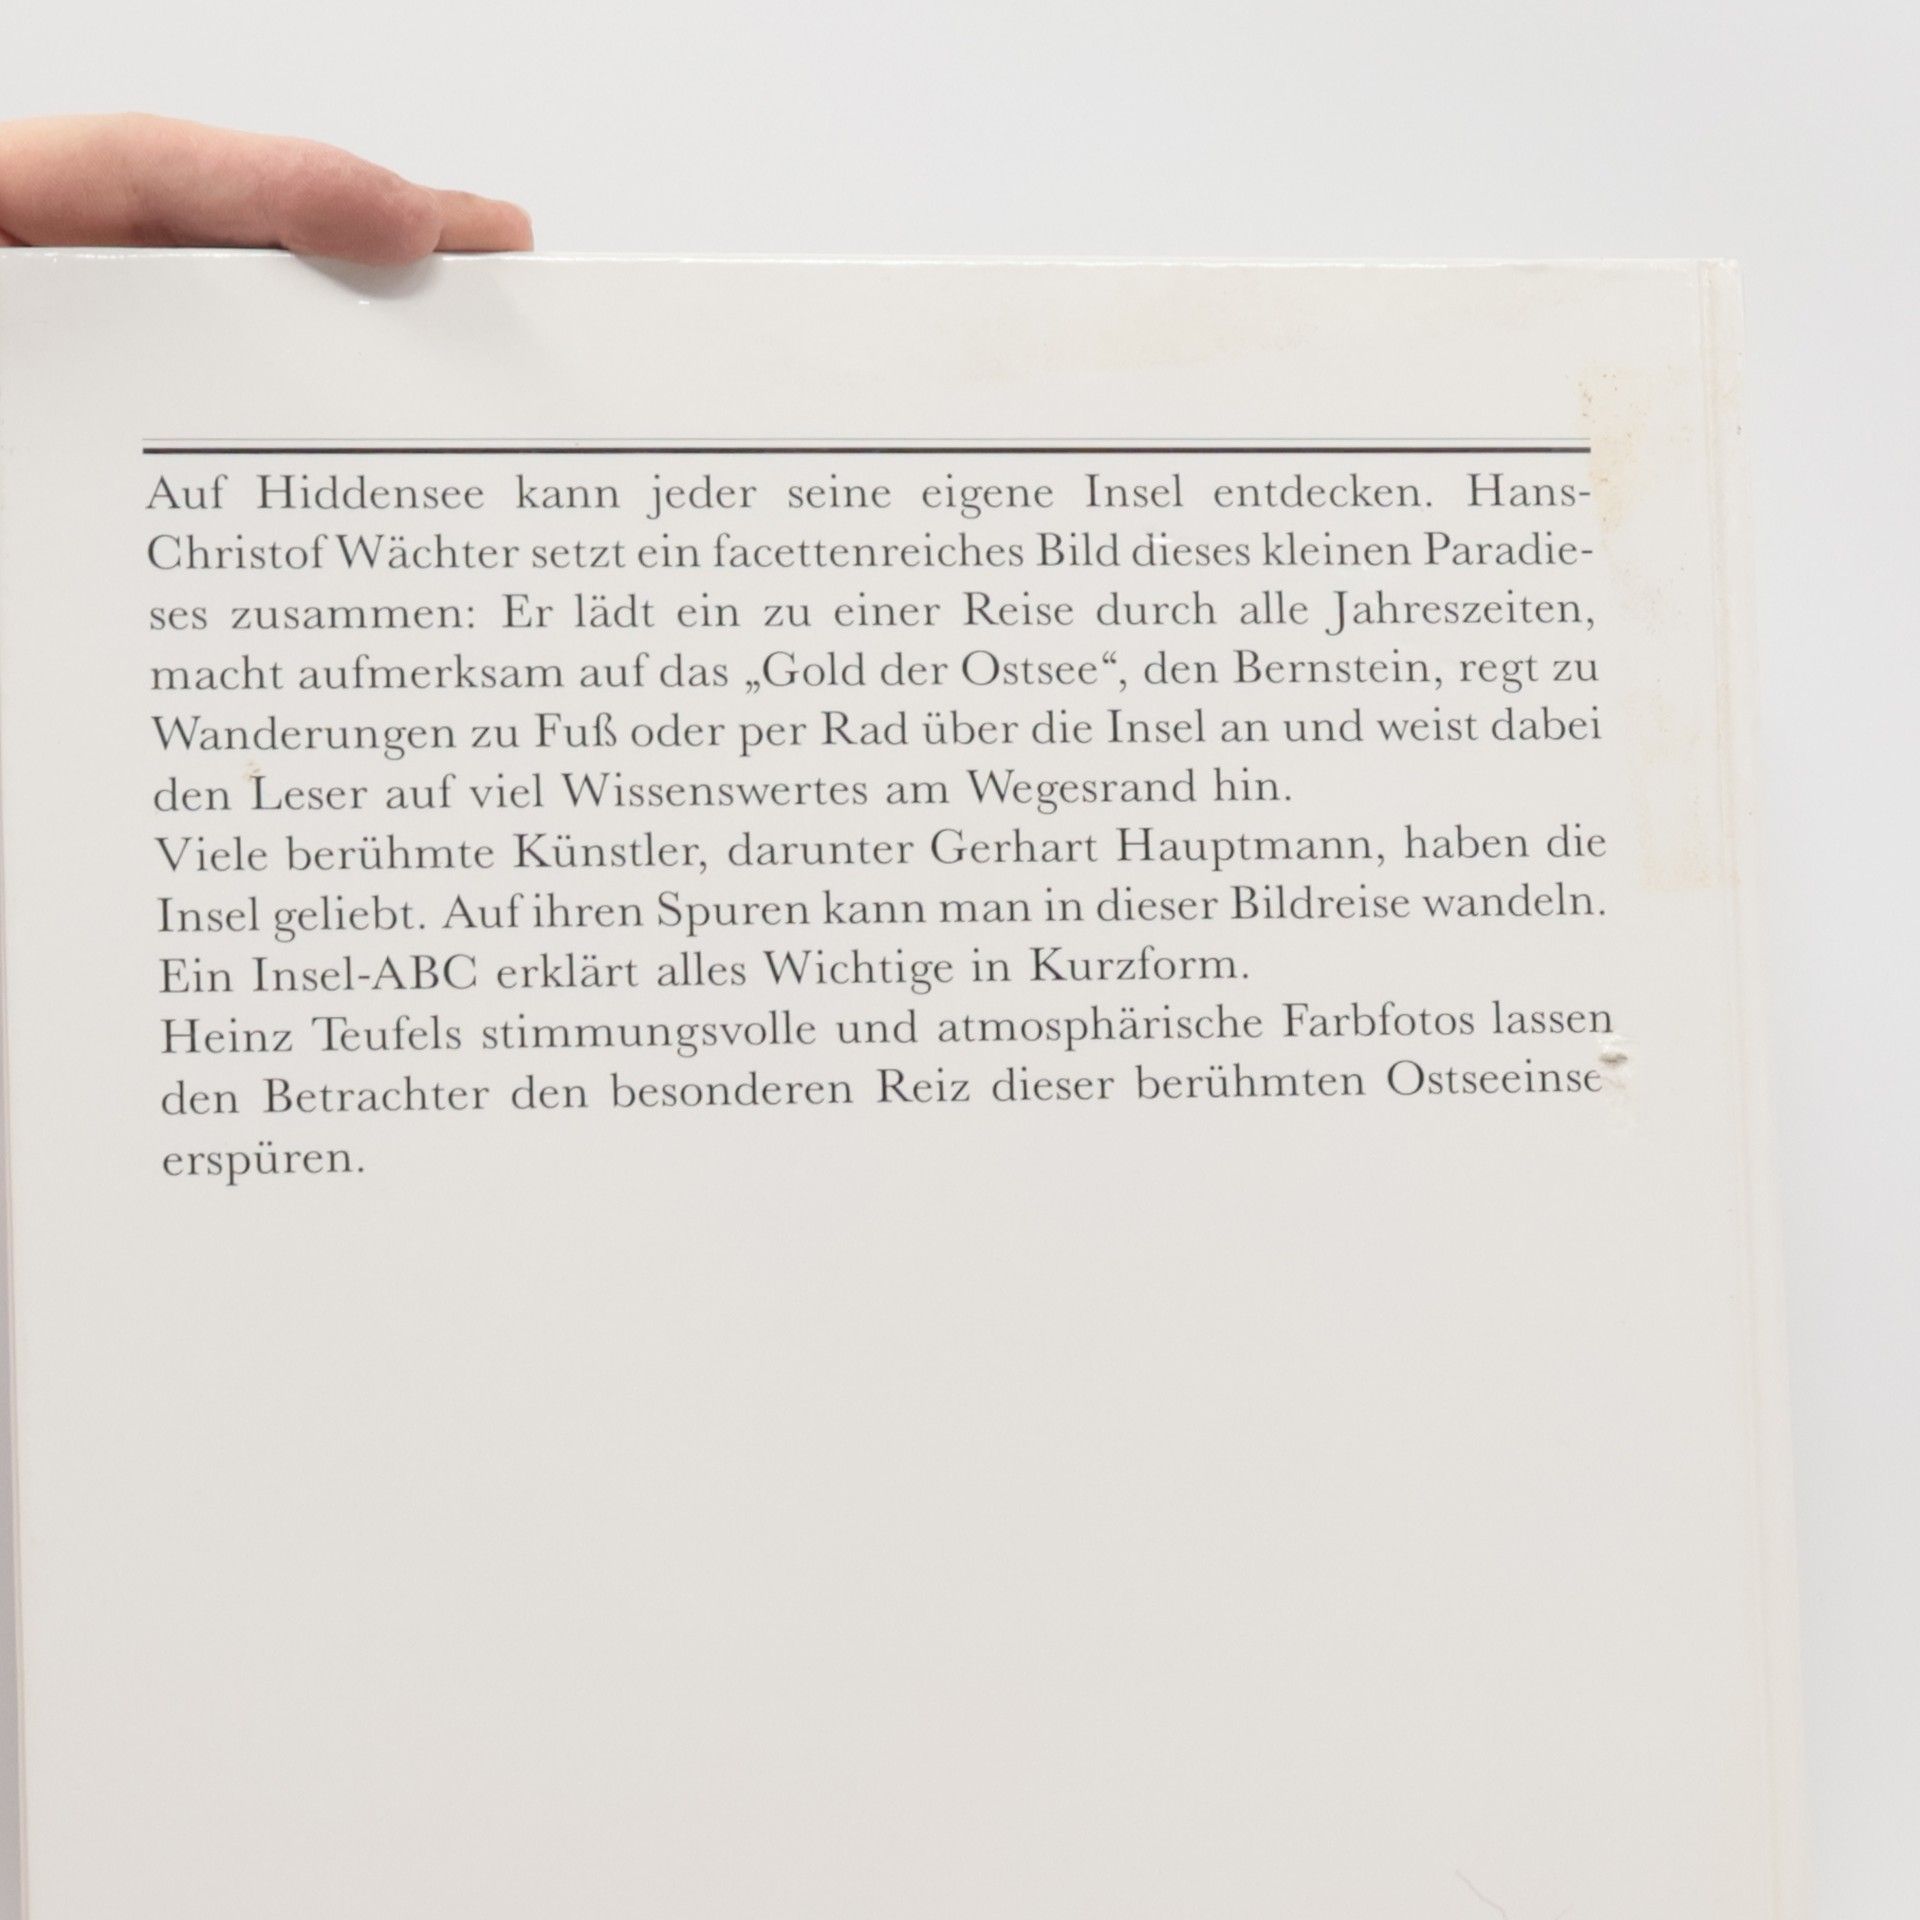 Auf Hiddensee kann jeder seine eigene Insel entdecken. Hans-
Christof Wächter setzt ein facettenreiches Bild dieses kleinen Paradie-
ses zusammen: Er lädt ein zu einer Reise durch alle Jahreszeiten,
macht aufmerksam auf das „Gold der Ostsee“, den Bernstein, regt zu
Wanderungen zu Fuß oder per Rad über die Insel an und weist dabei
den Leser auf viel Wissenswertes am Wegesrand hin.
Viele berühmte Künstler, darunter Gerhart Hauptmann, haben die
Insel geliebt. Auf ihren Spuren kann man in dieser Bildreise wandeln.
Ein Insel-ABC erklärt alles Wichtige in Kurzform.
Heinz Teufels stimmungsvolle und atmosphärische Farbfotos lassen
den Betrachter den besonderen Reiz dieser berühmten Ostseeinse
erspüren.